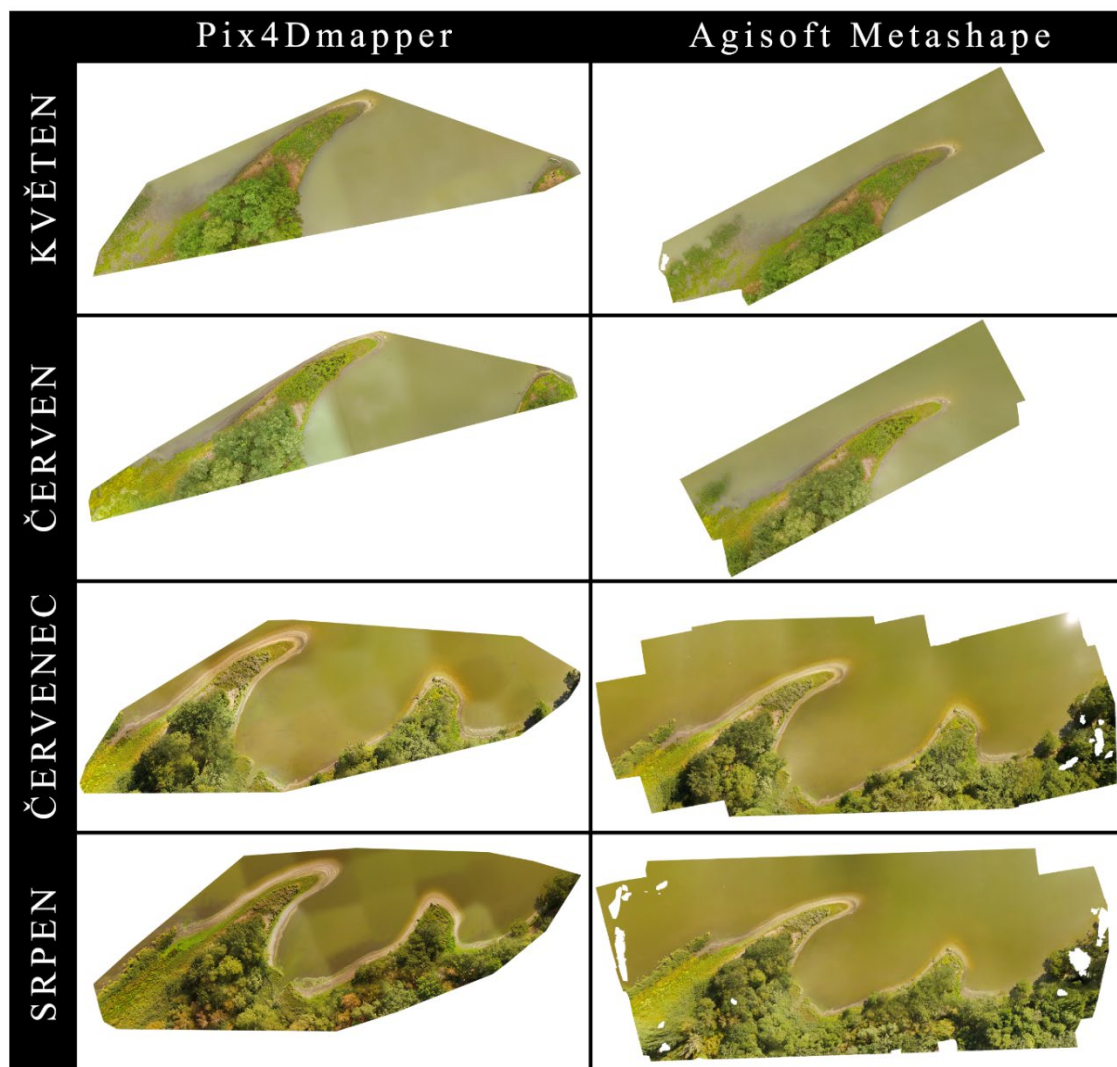 Pix4Dmapper
Agisoft Metashape
KVĚTEN
ČERVEN
ČERVENEC
SRPEN